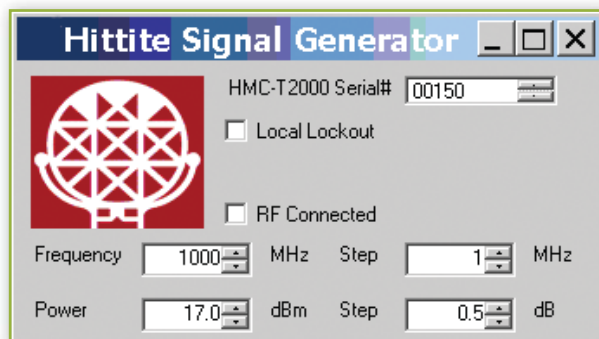 Hittite Signal Generator
HMC-T2000 Serial# 00150
Local Lockout
RF Connected
Frequency 1000 MHz Step 1 MHz
Power 17.0 dBm Step 0.5 dB